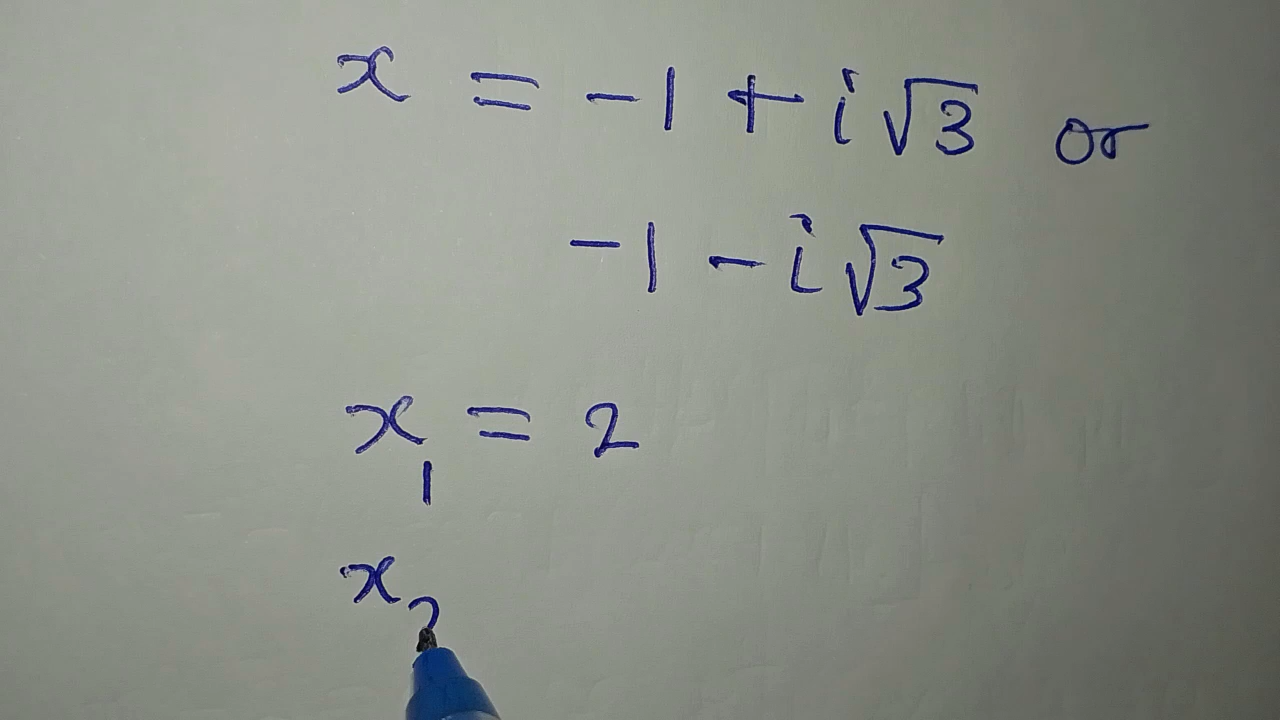 x = -1 + i√3 or
-1 - i√3
x₁ = 2
x₂